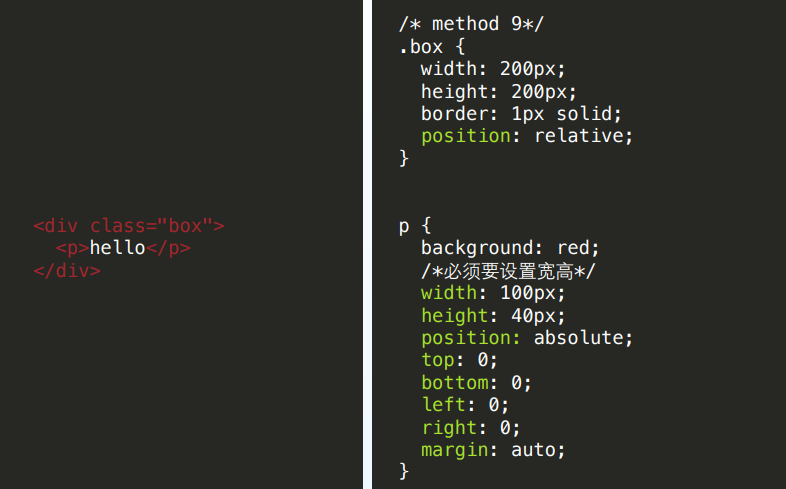 <div class="box">
<p>hello</p>
</div>
/* method 9*/
.box {
width: 200px;
height: 200px;
border: 1px solid;
position: relative;
}
p {
background: red;
/*必须要设置宽高*/
width: 100px;
height: 40px;
position: absolute;
top: 0;
bottom: 0;
left: 0;
right: 0;
margin: auto;
}